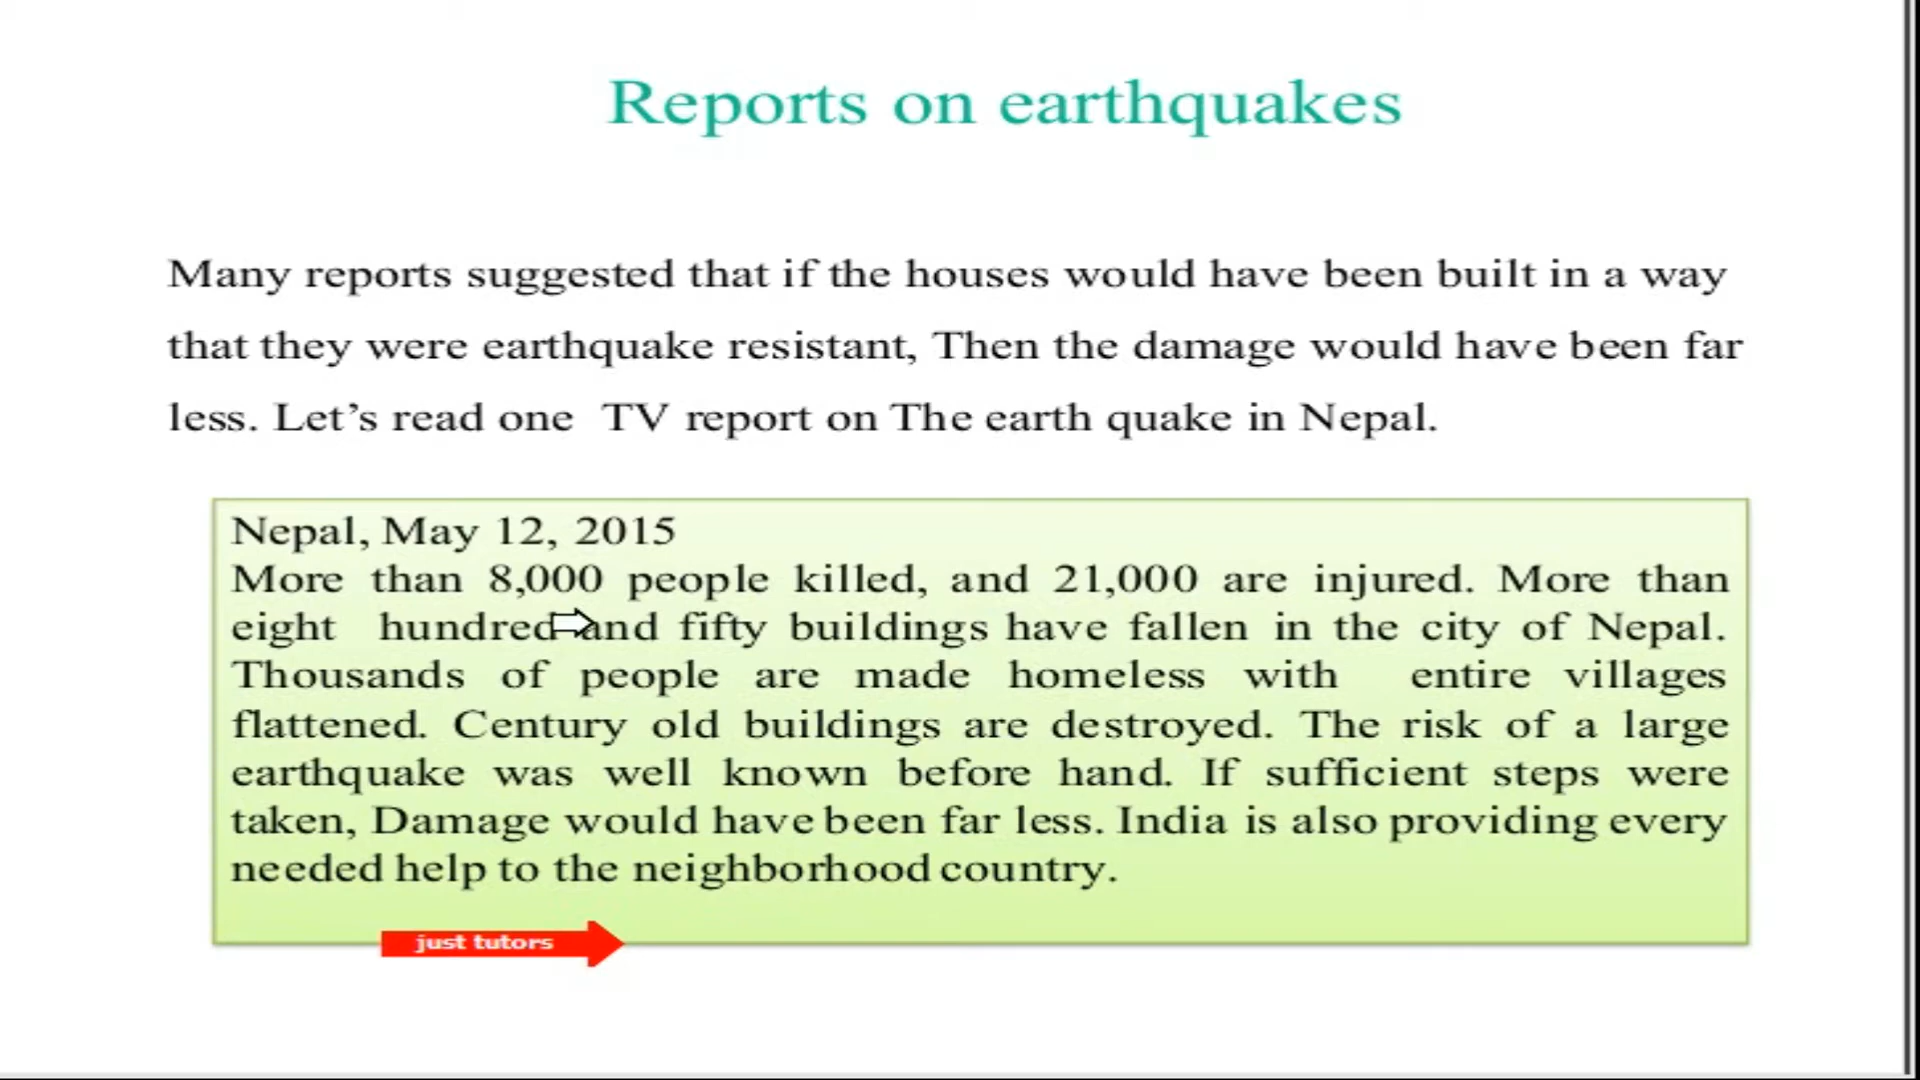 Reports on earthquakes
Many reports suggested that if the houses would have been built in a way
that they were earthquake resistant, Then the damage would have been far
less. Let’s read one TV report on The earth quake in Nepal.
Nepal, May 12, 2015
More than 8,000 people killed, and 21,000 are injured. More than
eight hundred and fifty buildings have fallen in the city of Nepal.
Thousands of people are made homeless with entire villages
flattened. Century old buildings are destroyed. The risk of a large
earthquake was well known before hand. If sufficient steps were
taken, Damage would have been far less. India is also providing every
needed help to the neighborhood country.
just tutors